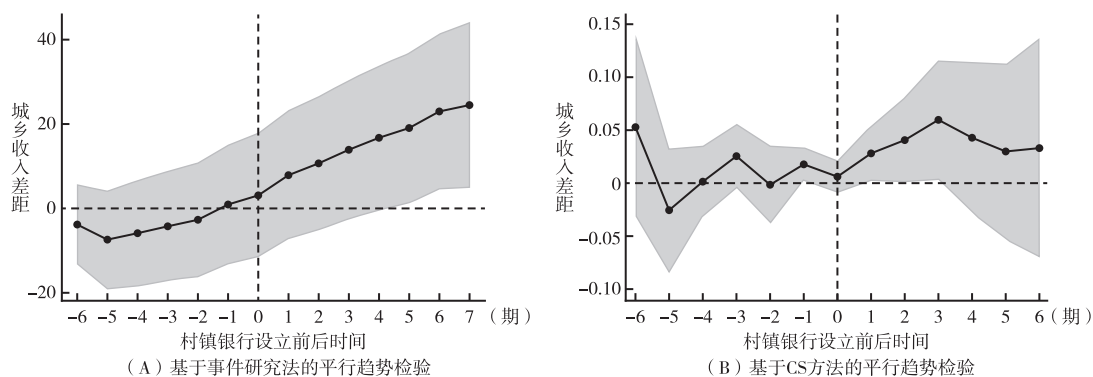 城乡收入差距
40
20
0
-20
-6 -5 -4 -3 -2 -1 0 1 2 3 4 5 6 7 (期)
村镇银行设立前后时间
(A)基于事件研究法的平行趋势检验
城乡收入差距
0.15
0.10
0.05
0
-0.05
-0.10
-6 -5 -4 -3 -2 -1 0 1 2 3 4 5 6 (期)
村镇银行设立前后时间
(B)基于CS方法的平行趋势检验